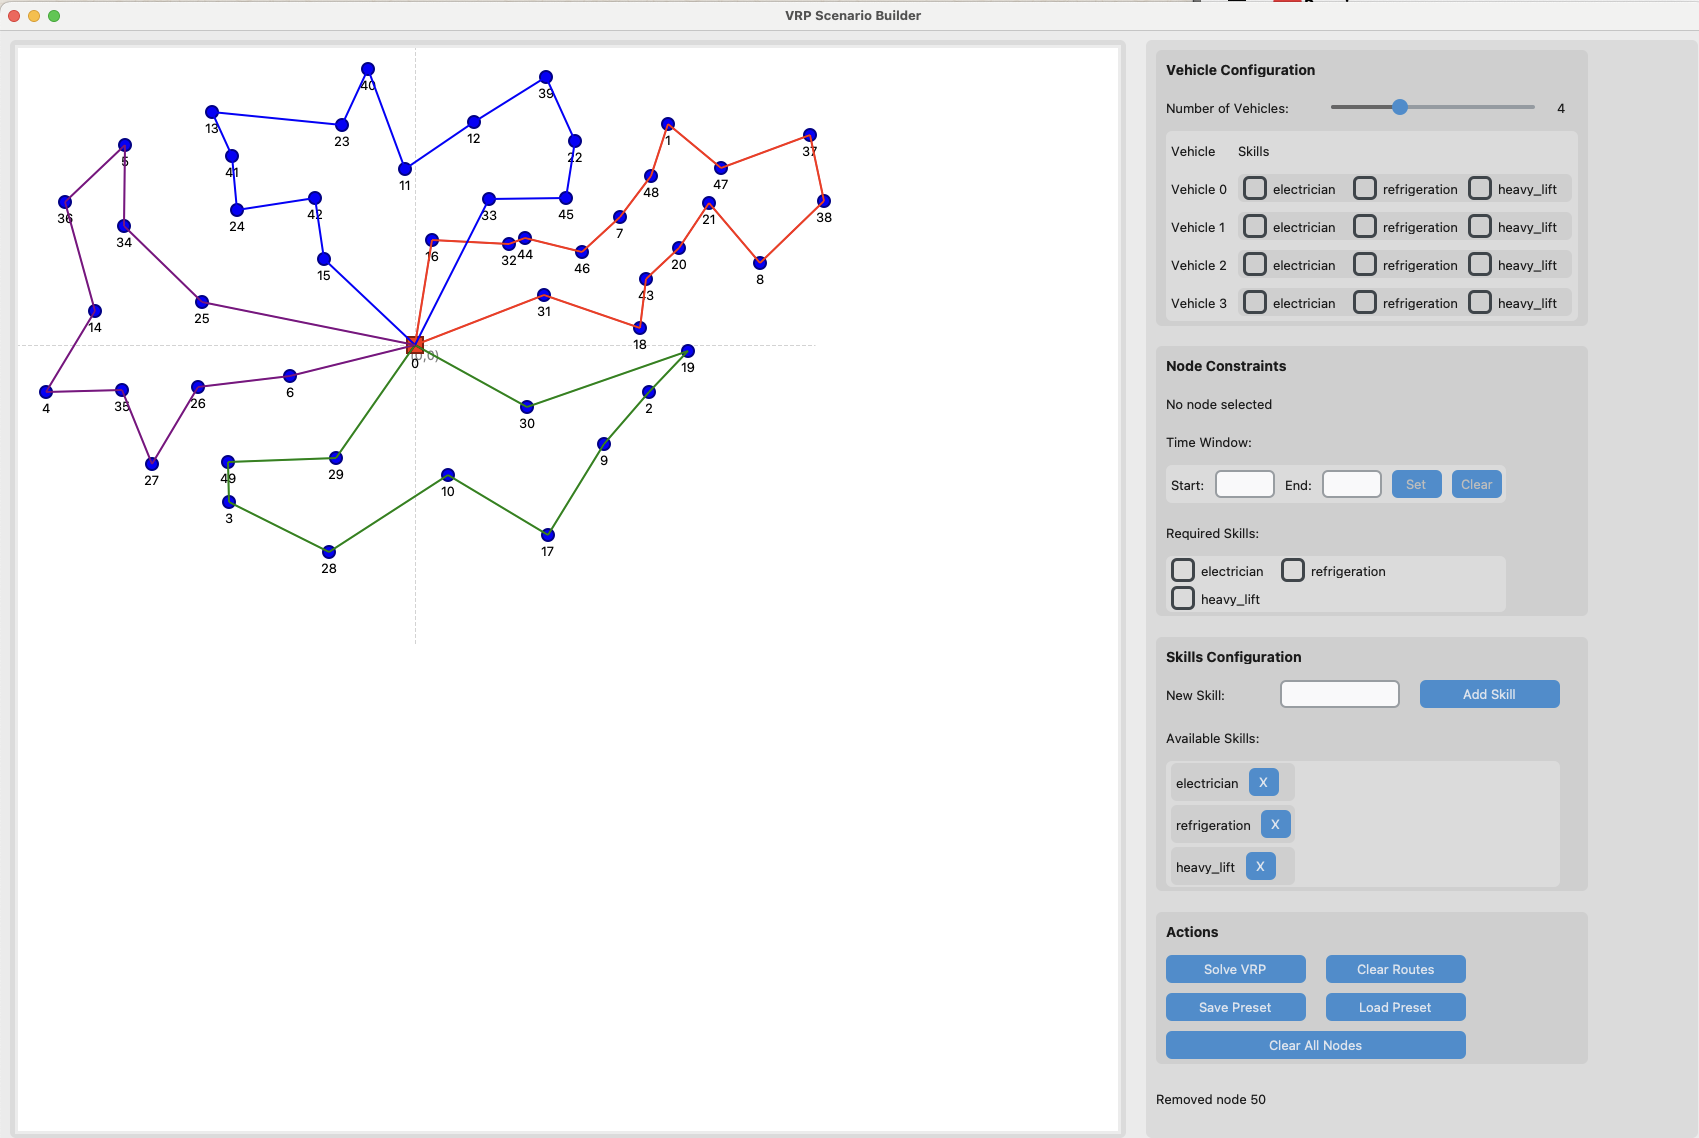 VRP Scenario Builder
40
39
13
23
12
1
37
5
41
22
11
48
47
36
24
42
33
45
7
21
38
34
16
32
44
46
20
15
8
43
25
31
14
18
(0,0)
0
19
6
26
35
4
2
30
9
29
49
27
10
3
17
28
Vehicle Configuration
Number of Vehicles: 4
Vehicle Skills
Vehicle 0 electrician refrigeration heavy_lift
Vehicle 1 electrician refrigeration heavy_lift
Vehicle 2 electrician refrigeration heavy_lift
Vehicle 3 electrician refrigeration heavy_lift
Node Constraints
No node selected
Time Window:
Start: End: Set Clear
Required Skills:
electrician refrigeration
heavy_lift
Skills Configuration
New Skill: Add Skill
Available Skills:
electrician X
refrigeration X
heavy_lift X
Actions
Solve VRP Clear Routes
Save Preset Load Preset
Clear All Nodes
Removed node 50